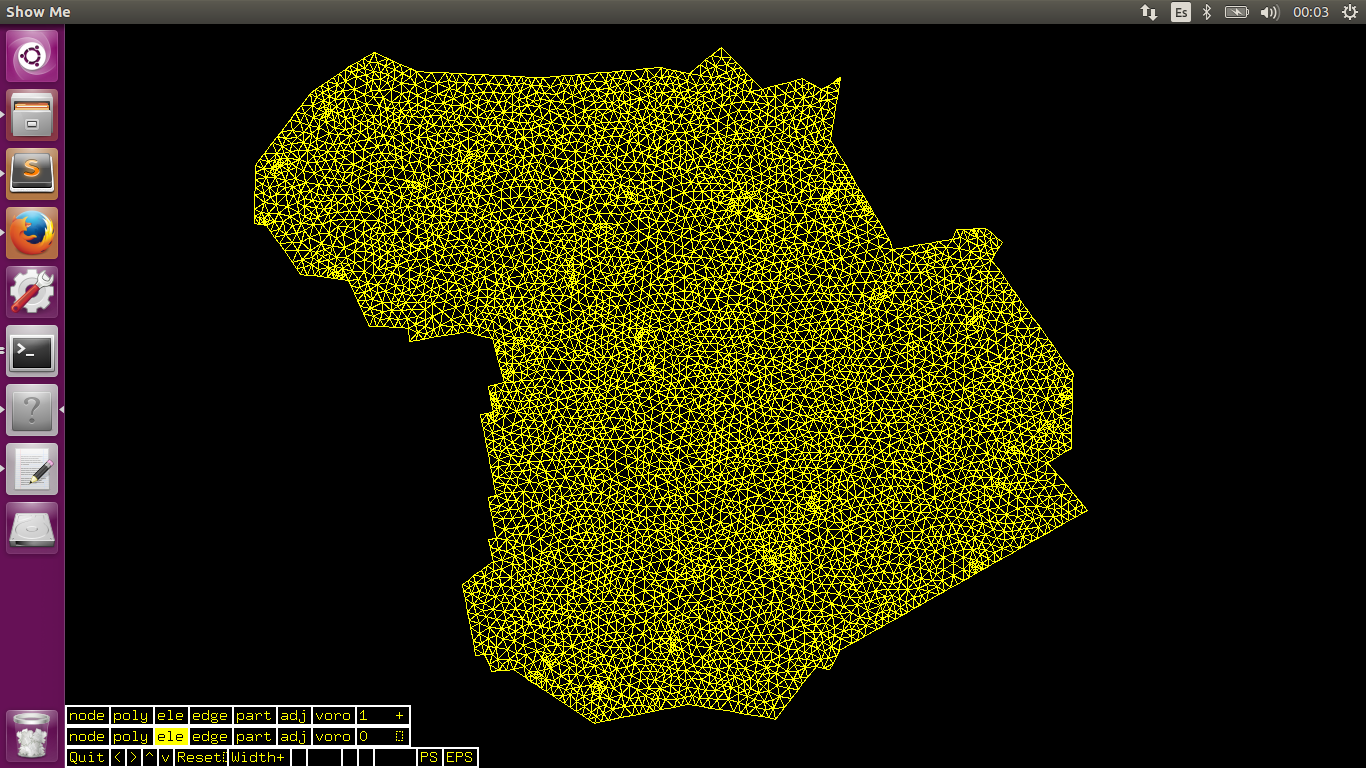 Show Me Es 00:03
node poly ele edge part adj voro 1 +
node poly ele edge part adj voro 0
Quit < > ^ v Reset Width+ PS EPS